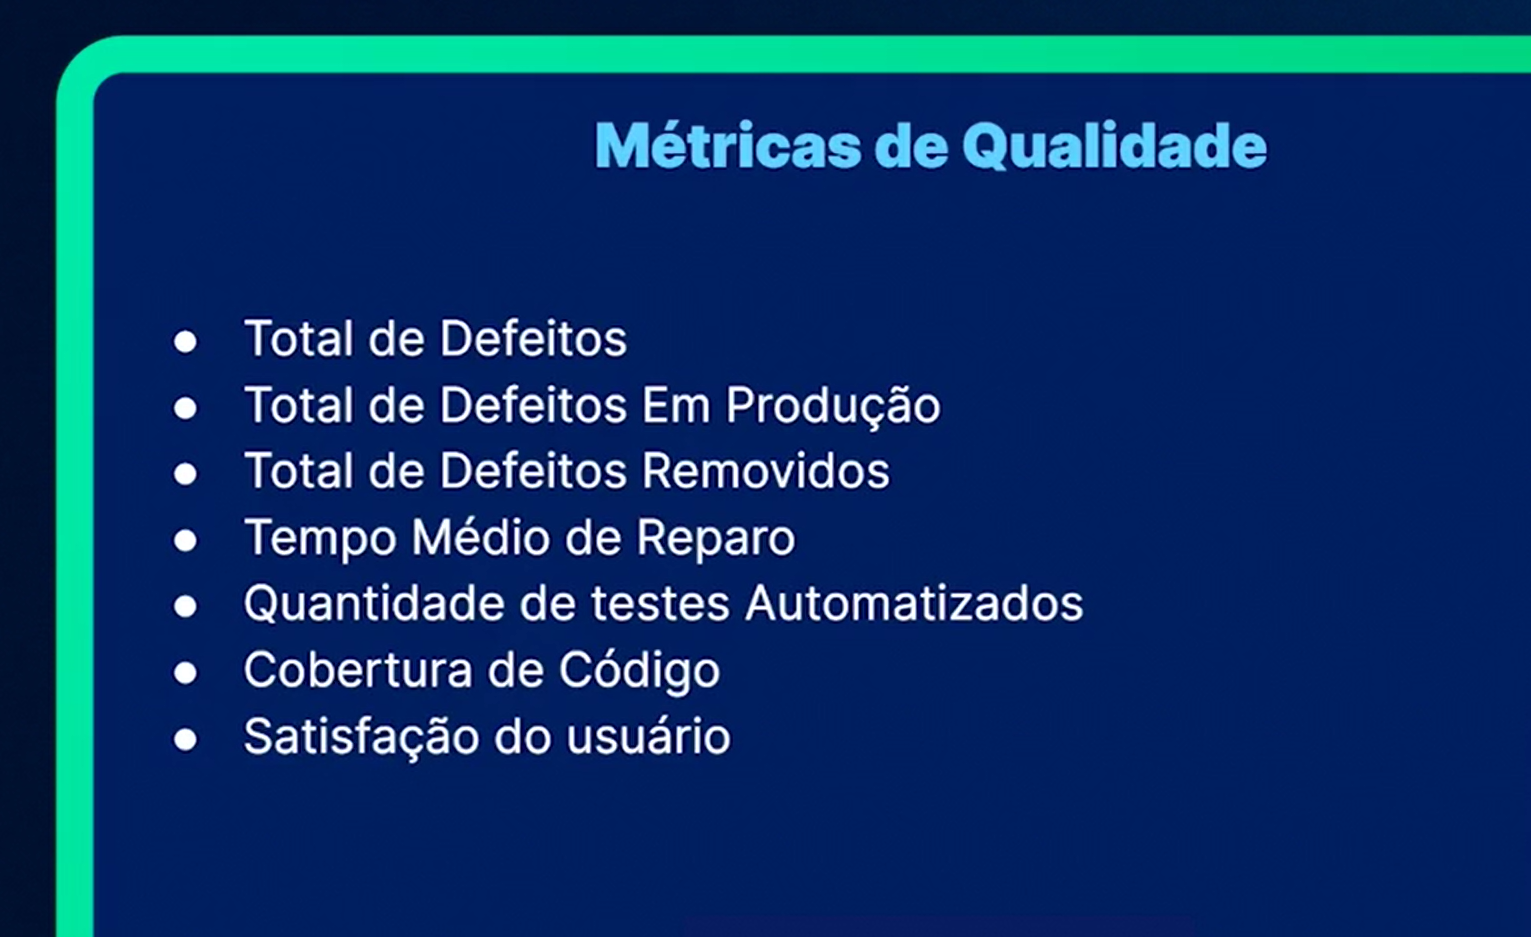 Métricas de Qualidade
● Total de Defeitos
● Total de Defeitos Em Produção
● Total de Defeitos Removidos
● Tempo Médio de Reparo
● Quantidade de testes Automatizados
● Cobertura de Código
● Satisfação do usuário